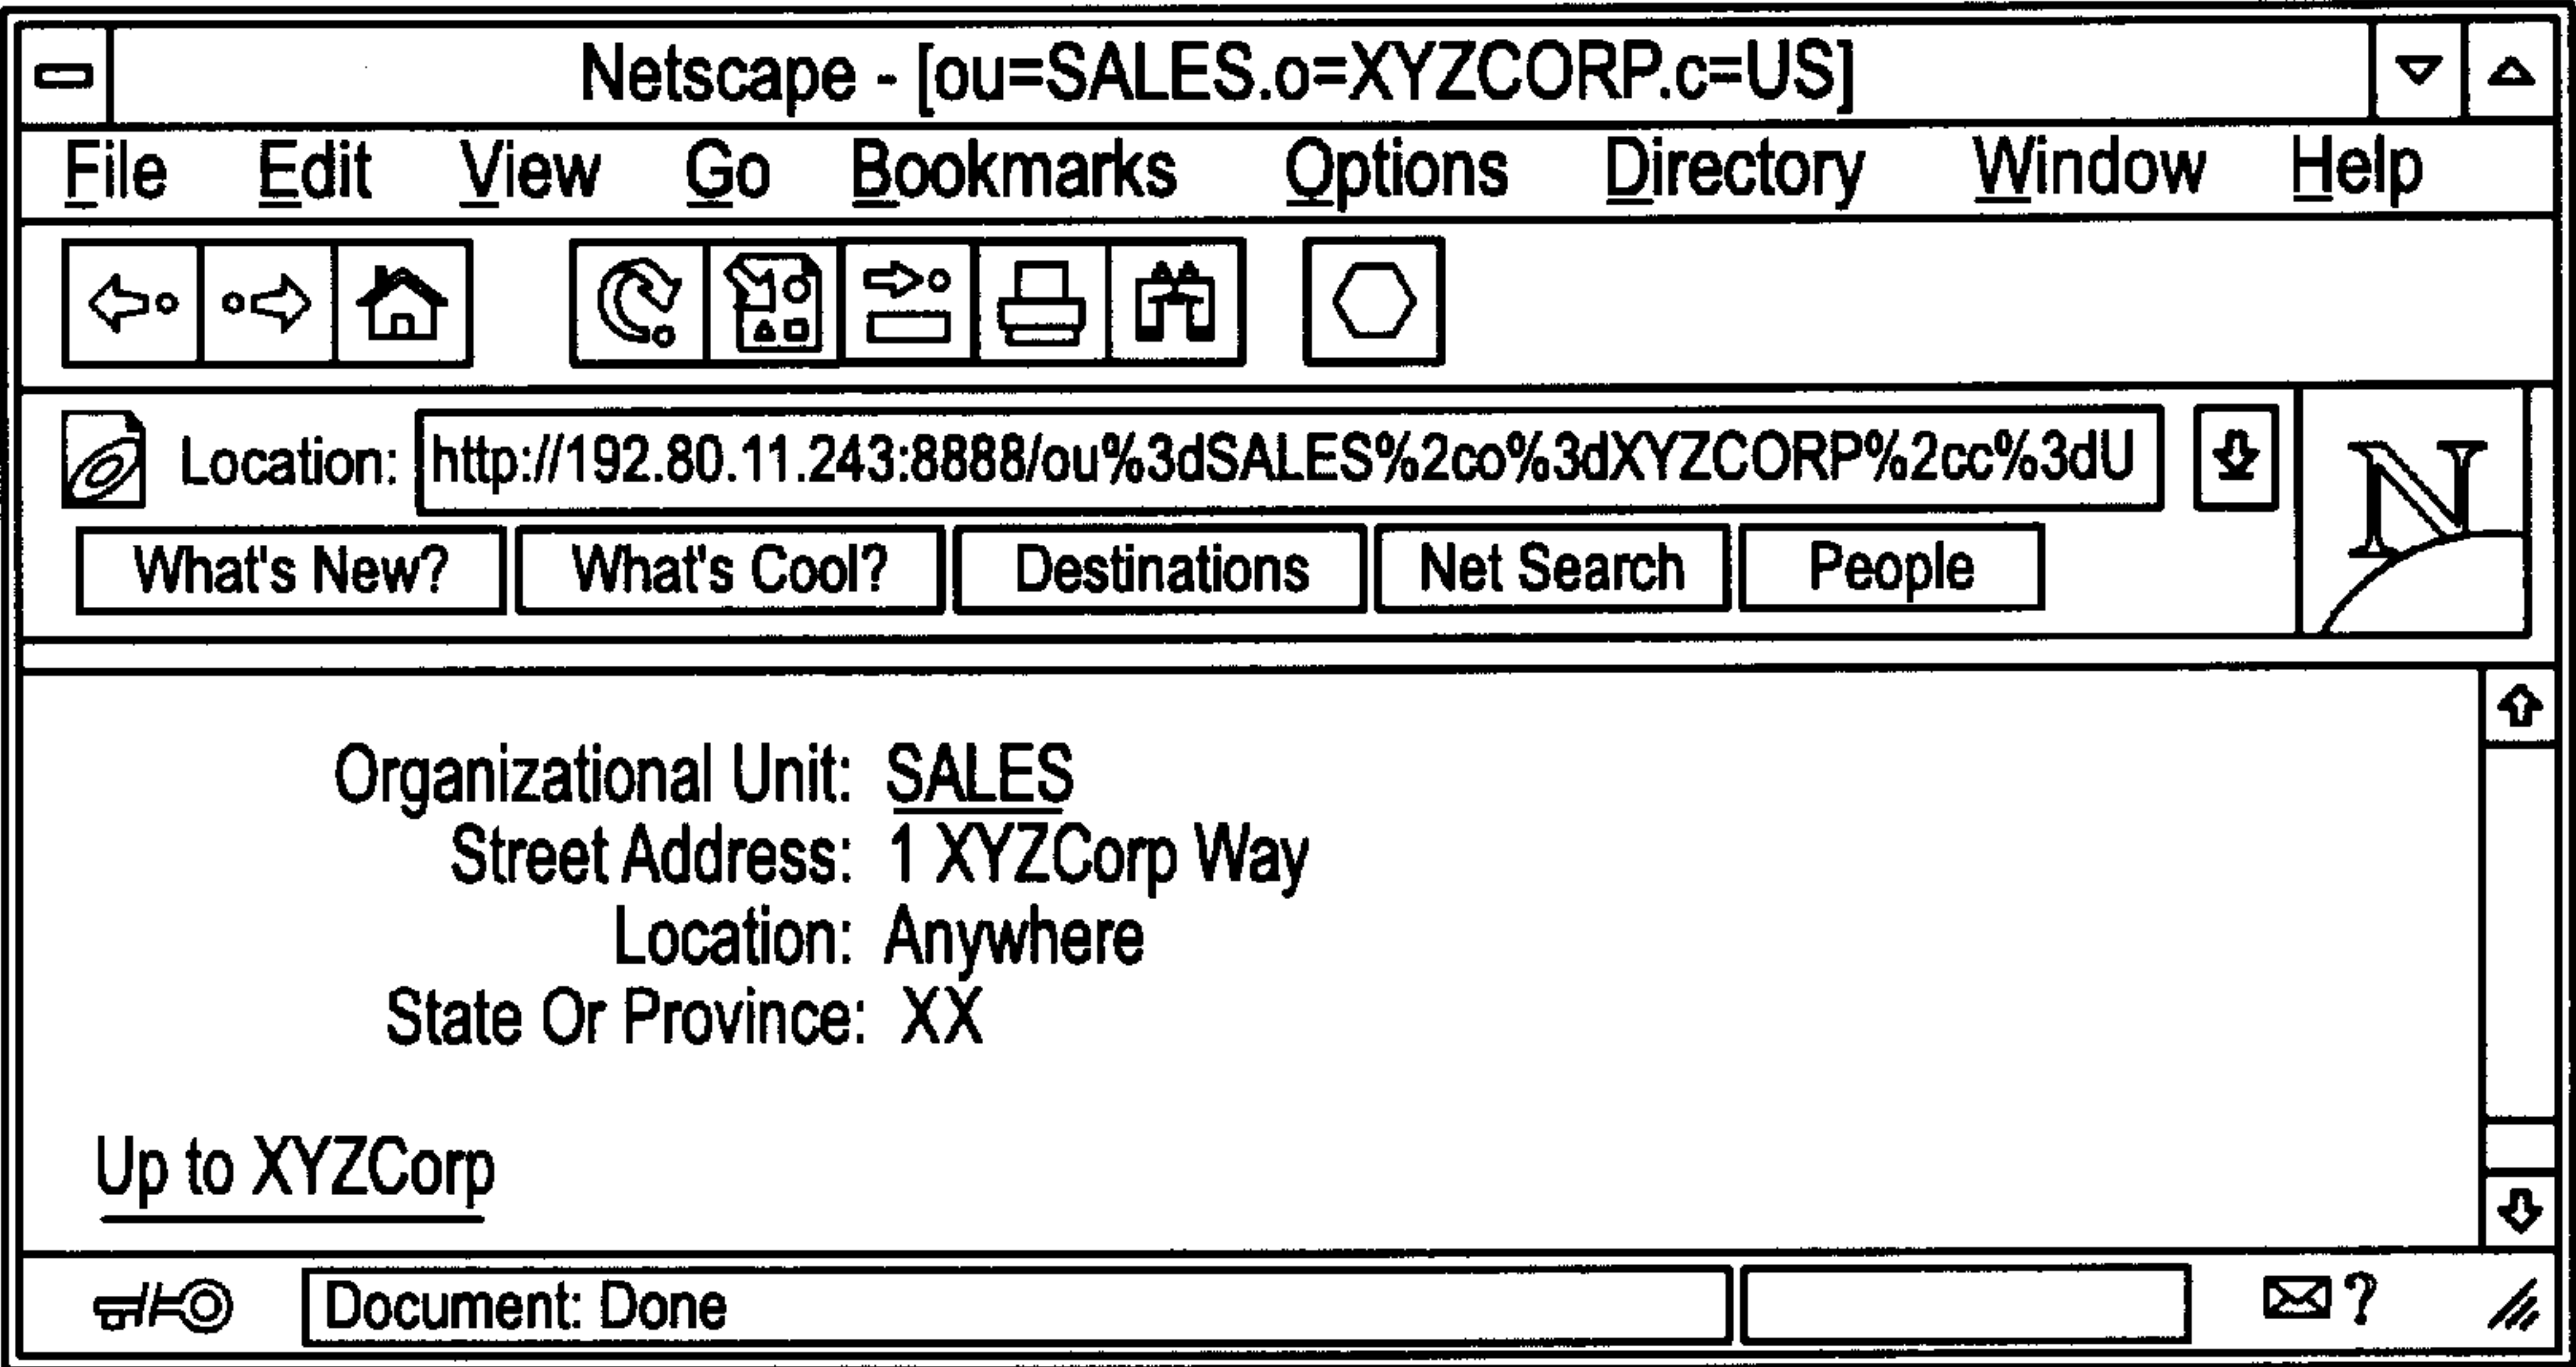 Netscape - [ou=SALES.o=XYZCORP.c=US]
File Edit View Go Bookmarks Options Directory Window Help
Location: http://192.80.11.243:8888/ou%3dSALES%2co%3dXYZCORP%2cc%3dU
N
What's New? What's Cool? Destinations Net Search People
Organizational Unit: SALES
Street Address: 1 XYZCorp Way
Location: Anywhere
State Or Province: XX
Up to XYZCorp
Document: Done ?